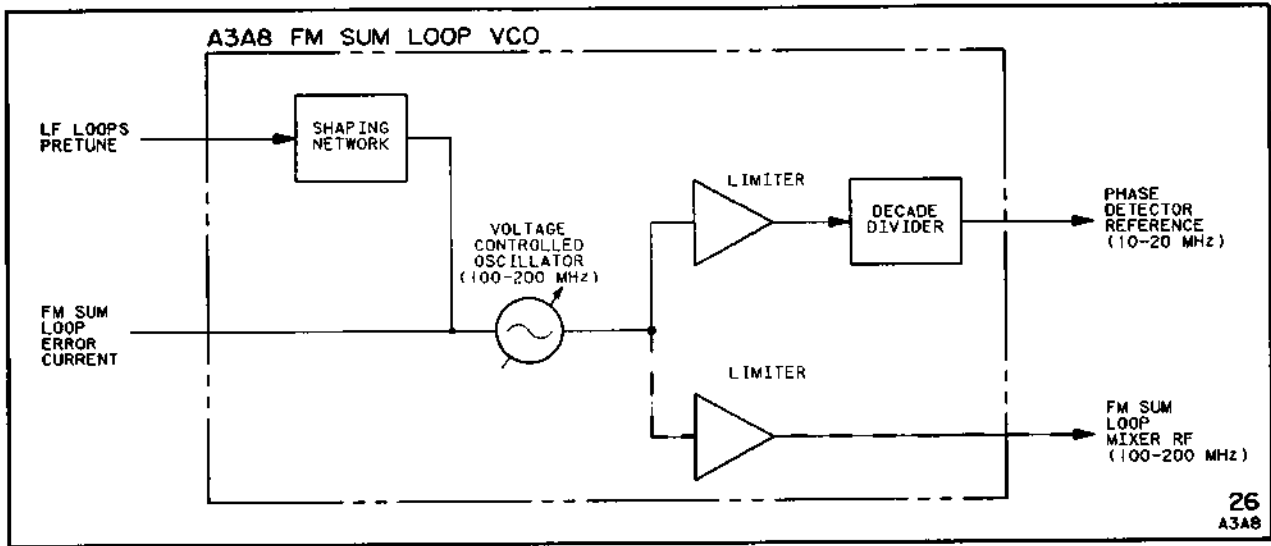 A3A8 FM SUM LOOP VCO
LF LOOPS
PRETUNE
SHAPING
NETWORK
VOLTAGE
CONTROLLED
OSCILLATOR
(100-200 MHz)
FM SUM
LOOP
ERROR
CURRENT
LIMITER
DECADE
DIVIDER
PHASE
DETECTOR
REFERENCE
(10-20 MHz)
LIMITER
FM SUM
LOOP
MIXER RF
(100-200 MHz)
26
A3A8